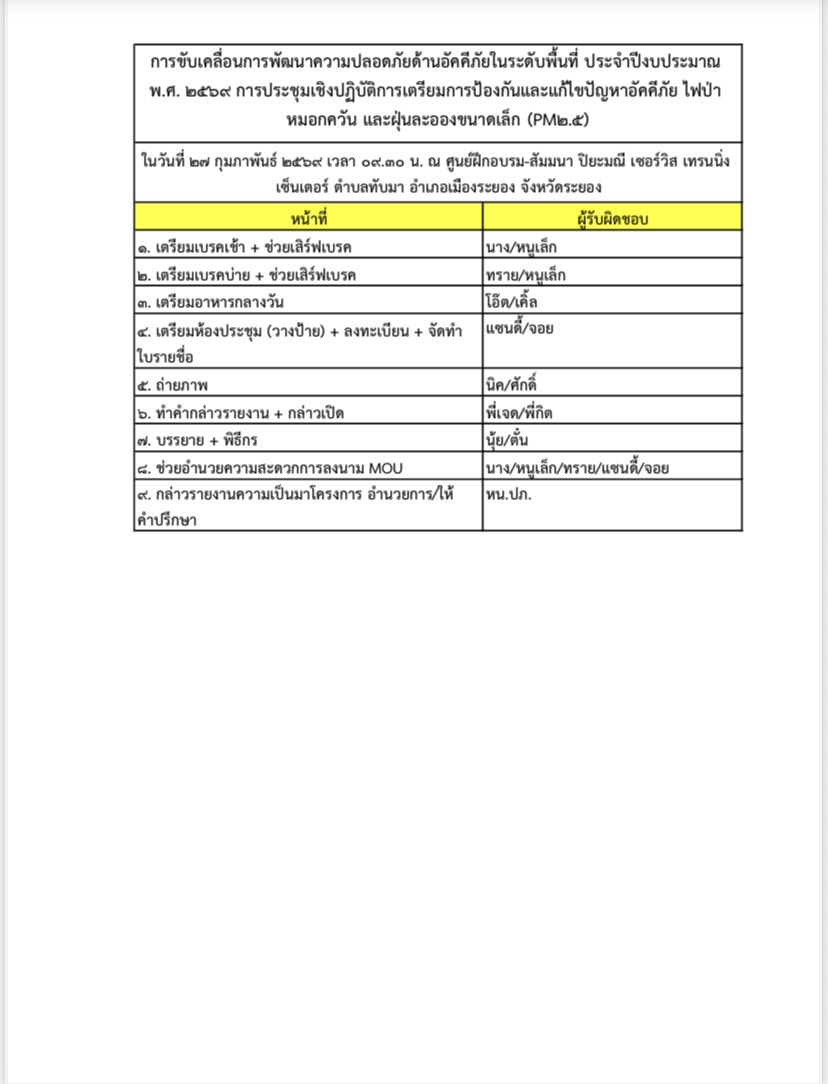 การขับเคลื่อนการพัฒนาความปลอดภัยด้านอัคคีภัยในระดับพื้นที่ ประจำปีงบประมาณ
พ.ศ. ๒๕๖๙ การประชุมเชิงปฏิบัติการเตรียมการป้องกันและแก้ไขปัญหาอัคคีภัย ไฟป่า
หมอกควัน และฝุ่นละอองขนาดเล็ก (PM๒.๕)
ในวันที่ ๒๗ กุมภาพันธ์ ๒๕๖๙ เวลา ๐๙.๓๐ น. ณ ศูนย์ฝึกอบรม-สัมมนา ปิยะมณี เซอร์วิส เทรนนิ่ง
เซ็นเตอร์ ตำบลทับมา อำเภอเมืองระยอง จังหวัดระยอง
หน้าที่ ผู้รับผิดชอบ
๑. เตรียมเบรคเช้า + ช่วยเสิร์ฟเบรค นาง/หนูเล็ก
๒. เตรียมเบรคบ่าย + ช่วยเสิร์ฟเบรค ทราย/หนูเล็ก
๓. เตรียมอาหารกลางวัน โอ๊ต/เคิ้ล
๔. เตรียมห้องประชุม (วางป้าย) + ลงทะเบียน + จัดทำ แซนดี้/จอย
ใบรายชื่อ
๕. ถ่ายภาพ นิค/ศักดิ์
๖. ทำคำกล่าวรายงาน + กล่าวเปิด พี่เจด/พี่กิต
๗. บรรยาย + พิธีกร นุ้ย/ตั้น
๘. ช่วยอำนวยความสะดวกการลงนาม MOU นาง/หนูเล็ก/ทราย/แซนดี้/จอย
๙. กล่าวรายงานความเป็นมาโครงการ อำนวยการ/ให้ หน.ปภ.
คำปรึกษา